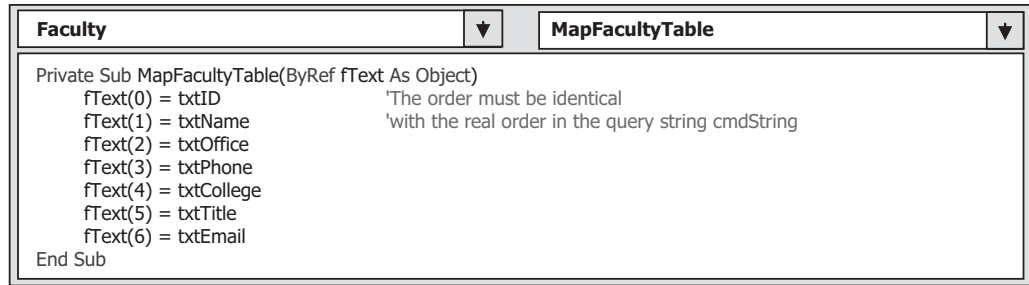 Faculty MapFacultyTable
Private Sub MapFacultyTable(ByRef fText As Object)
fText(0) = txtID 'The order must be identical
fText(1) = txtName 'with the real order in the query string cmdString
fText(2) = txtOffice
fText(3) = txtPhone
fText(4) = txtCollege
fText(5) = txtTitle
fText(6) = txtEmail
End Sub